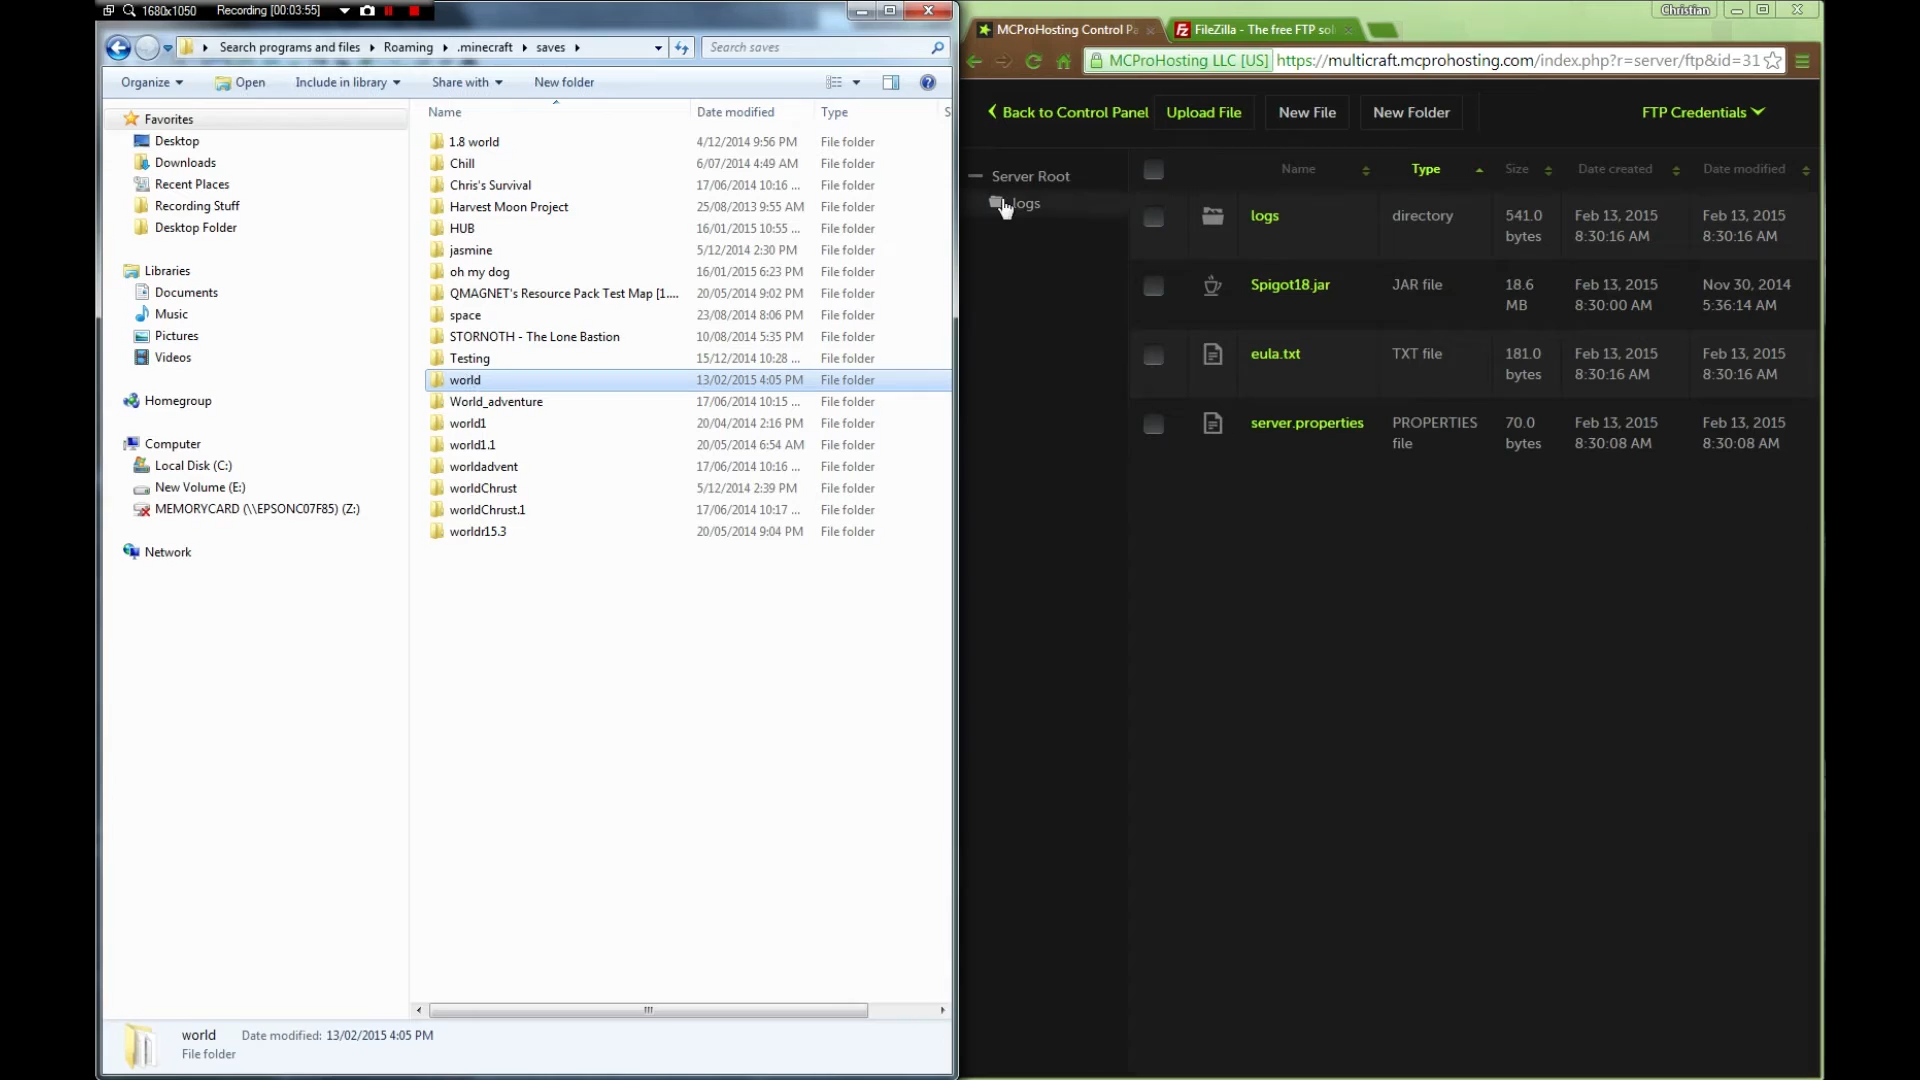 1680x1050 Recording [00:03:55]
Search programs and files Roaming .minecraft saves Search saves
Organize Open Include in library Share with New folder
Favorites
Desktop
Downloads
Recent Places
Recording Stuff
Desktop Folder
Libraries
Documents
Music
Pictures
Videos
Homegroup
Computer
Local Disk (C:)
New Volume (E:)
MEMORYCARD (\\EPSONC07F85) (Z:)
Network
Name Date modified Type S
1.8 world 4/12/2014 9:56 PM File folder
Chill 6/07/2014 4:49 AM File folder
Chris's Survival 17/06/2014 10:16 ... File folder
Harvest Moon Project 25/08/2013 9:55 AM File folder
HUB 16/01/2015 10:55 ... File folder
jasmine 5/12/2014 2:30 PM File folder
oh my dog 16/01/2015 6:23 PM File folder
QMAGNET's Resource Pack Test Map [1.... 20/05/2014 9:02 PM File folder
space 23/08/2014 8:06 PM File folder
STORNOTH - The Lone Bastion 10/08/2014 5:35 PM File folder
Testing 15/12/2014 10:28 ... File folder
world 13/02/2015 4:05 PM File folder
World_adventure 17/06/2014 10:15 ... File folder
world1 20/04/2014 2:16 PM File folder
world1.1 20/05/2014 6:54 AM File folder
worldadvent 17/06/2014 10:16 ... File folder
worldChrust 5/12/2014 2:39 PM File folder
worldChrust.1 17/06/2014 10:17 ... File folder
worldr15.3 20/05/2014 9:04 PM File folder
world Date modified: 13/02/2015 4:05 PM
File folder
Christian
MCProHosting Control Pa FileZilla - The free FTP sol
MCProHosting LLC [US] https://multicraft.mcprohosting.com/index.php?r=server/ftp&id=31
Back to Control Panel Upload File New File New Folder FTP Credentials
Server Root
logs
Name Type Size Date created Date modified
logs directory 541.0 Feb 13, 2015 Feb 13, 2015
bytes 8:30:16 AM 8:30:16 AM
Spigot18.jar JAR file 18.6 Feb 13, 2015 Nov 30, 2014
MB 8:30:00 AM 5:36:14 AM
eula.txt TXT file 181.0 Feb 13, 2015 Feb 13, 2015
bytes 8:30:16 AM 8:30:16 AM
server.properties PROPERTIES 70.0 Feb 13, 2015 Feb 13, 2015
file bytes 8:30:08 AM 8:30:08 AM